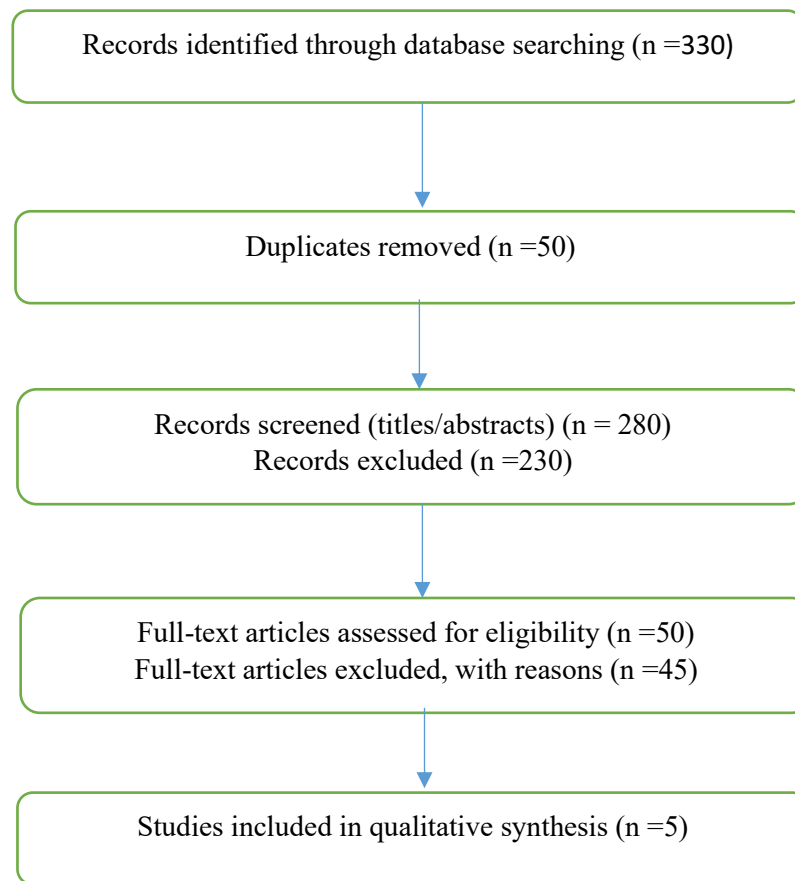 Records identified through database searching (n =330)
Duplicates removed (n =50)
Records screened (titles/abstracts) (n = 280)
Records excluded (n =230)
Full-text articles assessed for eligibility (n =50)
Full-text articles excluded, with reasons (n =45)
Studies included in qualitative synthesis (n =5)